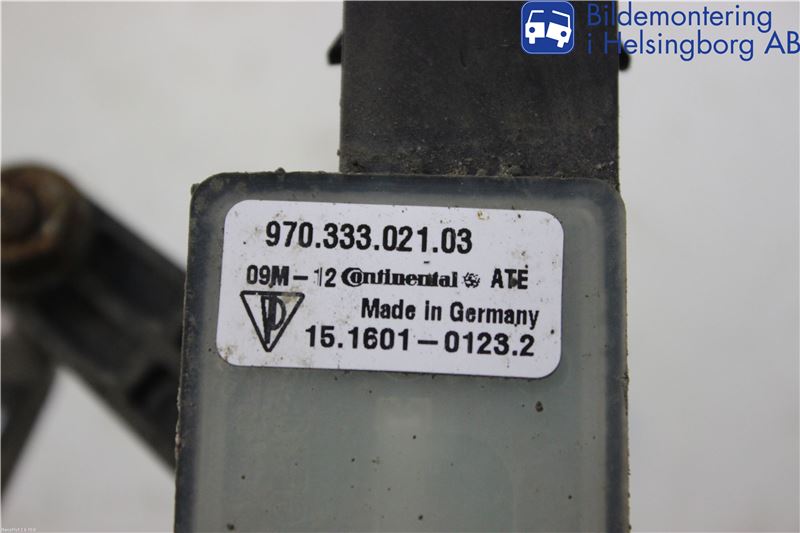 Bildemontering
i Helsingborg AB
970.333.021.03
09M-12 Continental ATE
Made in Germany
15.1601-0123.2